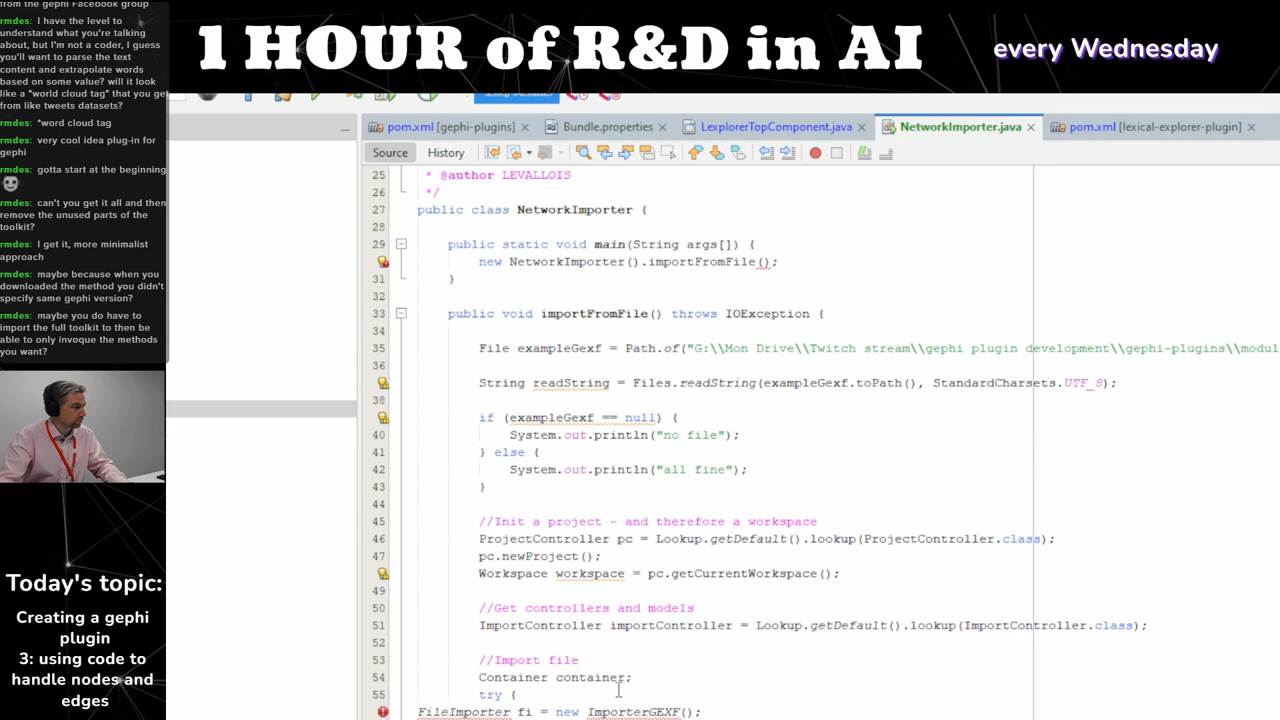 from the gephi Facebook group
rmdes: I have the level to
understand what you're talking
about, but I'm not a coder, I guess
you'll want to parse the text
content and extrapolate words
based on some value? will it look
like a "world cloud tag" that you get
from like tweets datasets?
rmdes: *word cloud tag
rmdes: very cool idea plug-in for
gephi
rmdes: gotta start at the beginning
rmdes: can't you get it all and then
remove the unused parts of the
toolkit?
rmdes: I get it, more minimalist
approach
rmdes: maybe because when you
downloaded the method you didn't
specify same gephi version?
rmdes: maybe you do have to
import the full toolkit to then be
able to only invoque the methods
you want?
Today's topic:
Creating a gephi
plugin
3: using code to
handle nodes and
edges
1 HOUR of R&D in AI
every Wednesday
pom.xml [gephi-plugins] Bundle.properties LexplorerTopComponent.java NetworkImporter.java pom.xml [lexical-explorer-plugin]
Source History
25 * @author LEVALLOIS
26 */
27 public class NetworkImporter {
28
29 public static void main(String args[]) {
new NetworkImporter().importFromFile();
31 }
32
33 public void importFromFile() throws IOException {
34
35 File exampleGexf = Path.of("G:\\Mon Drive\\Twitch stream\\gephi plugin development\\gephi-plugins\\modul
36
String readString = Files.readString(exampleGexf.toPath(), StandardCharsets.UTF_8);
38
if (exampleGexf == null) {
40 System.out.println("no file");
41 } else {
42 System.out.println("all fine");
43 }
44
45 //Init a project - and therefore a workspace
46 ProjectController pc = Lookup.getDefault().lookup(ProjectController.class);
47 pc.newProject();
Workspace workspace = pc.getCurrentWorkspace();
49
50 //Get controllers and models
51 ImportController importController = Lookup.getDefault().lookup(ImportController.class);
52
53 //Import file
54 Container container;
55 try {
FileImporter fi = new ImporterGEXF();